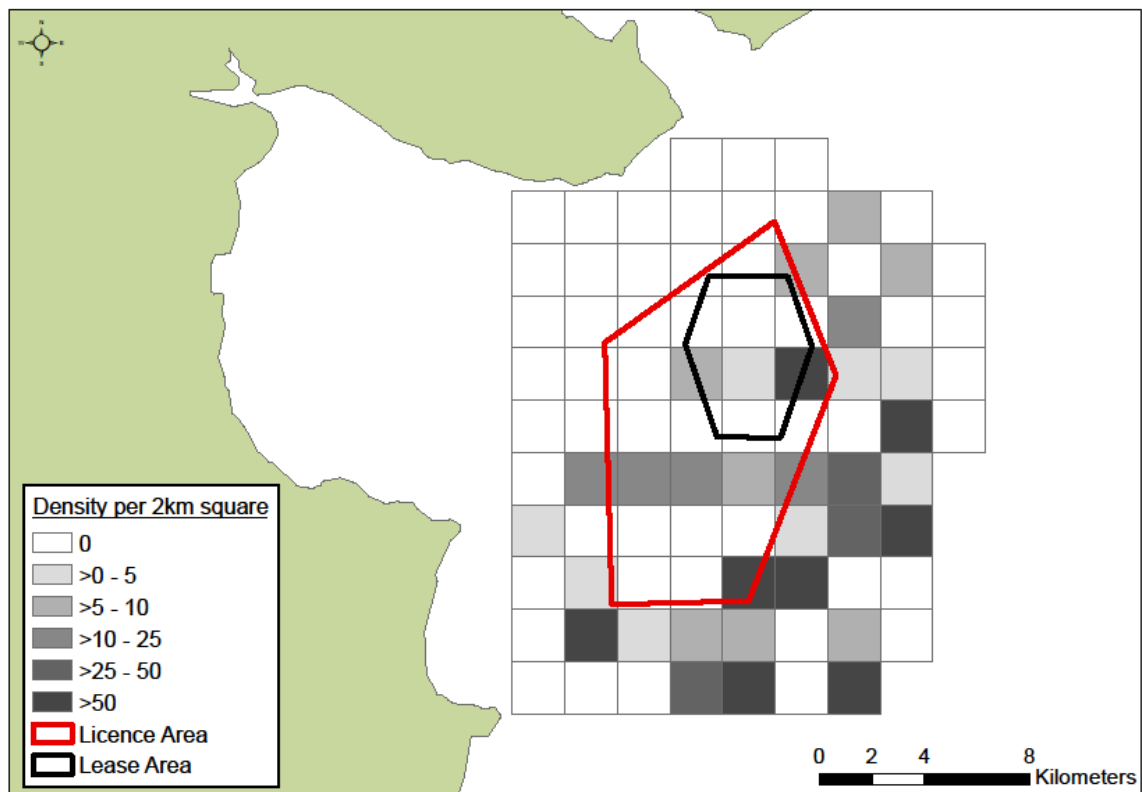 N
S
Density per 2km square
0
>0 - 5
>5 - 10
>10 - 25
>25 - 50
>50
Licence Area
Lease Area
0 2 4 8
Kilometers